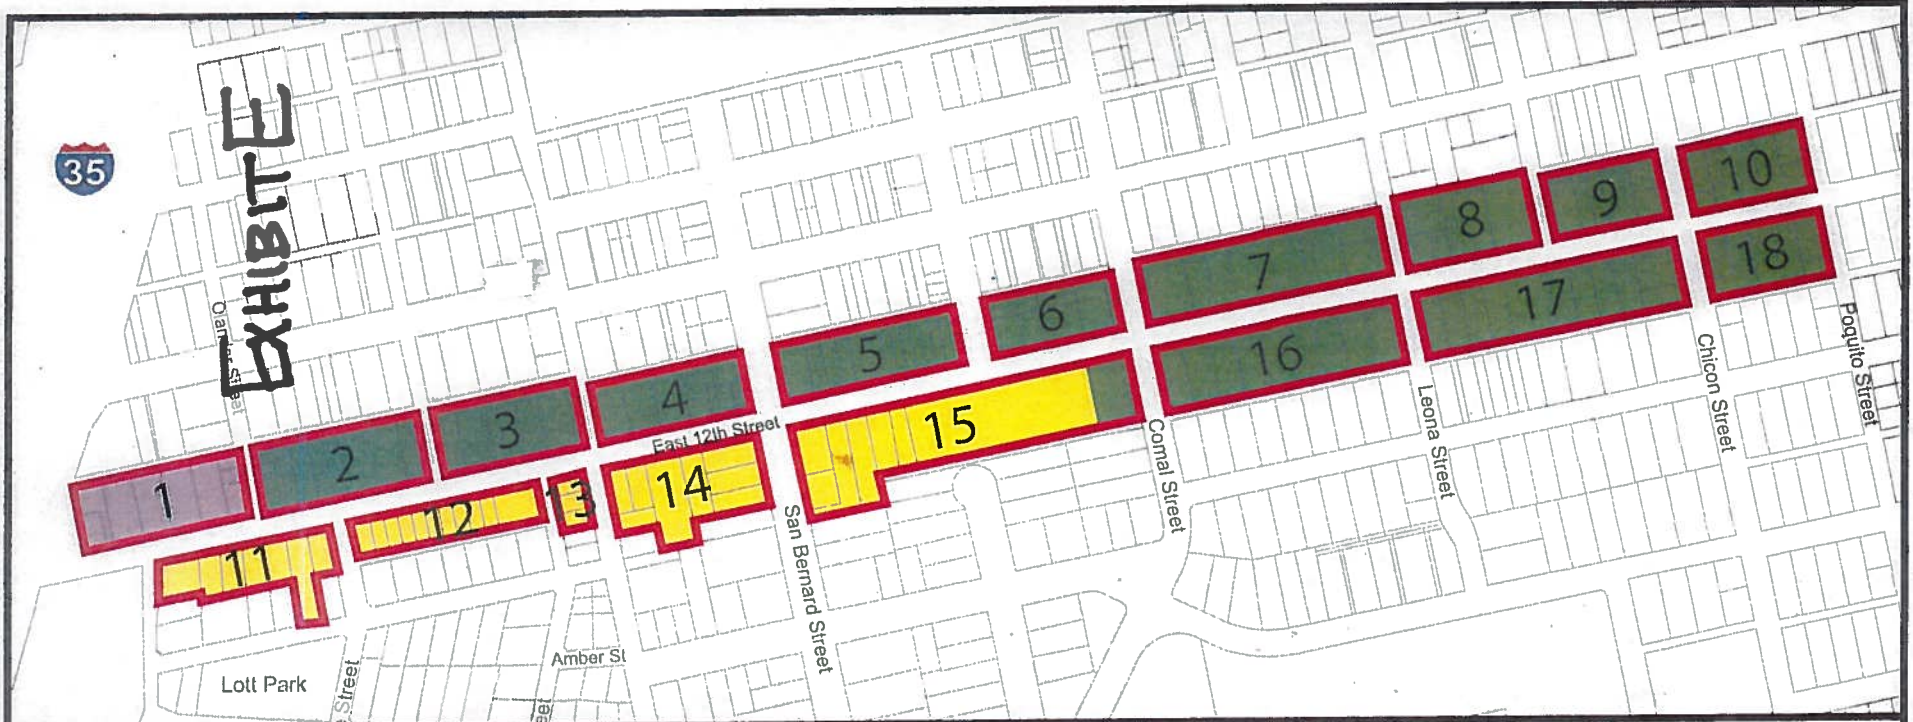 EXHIBIT E
35
Olander Street
10
9
8
7
18
6
17
5
16
4
East 12th Street
3
15
2
14
1
13
12
11
Poquito Street
Chicon Street
Leona Street
Comal Street
San Bernard Street
Amber St
Lott Park
Street